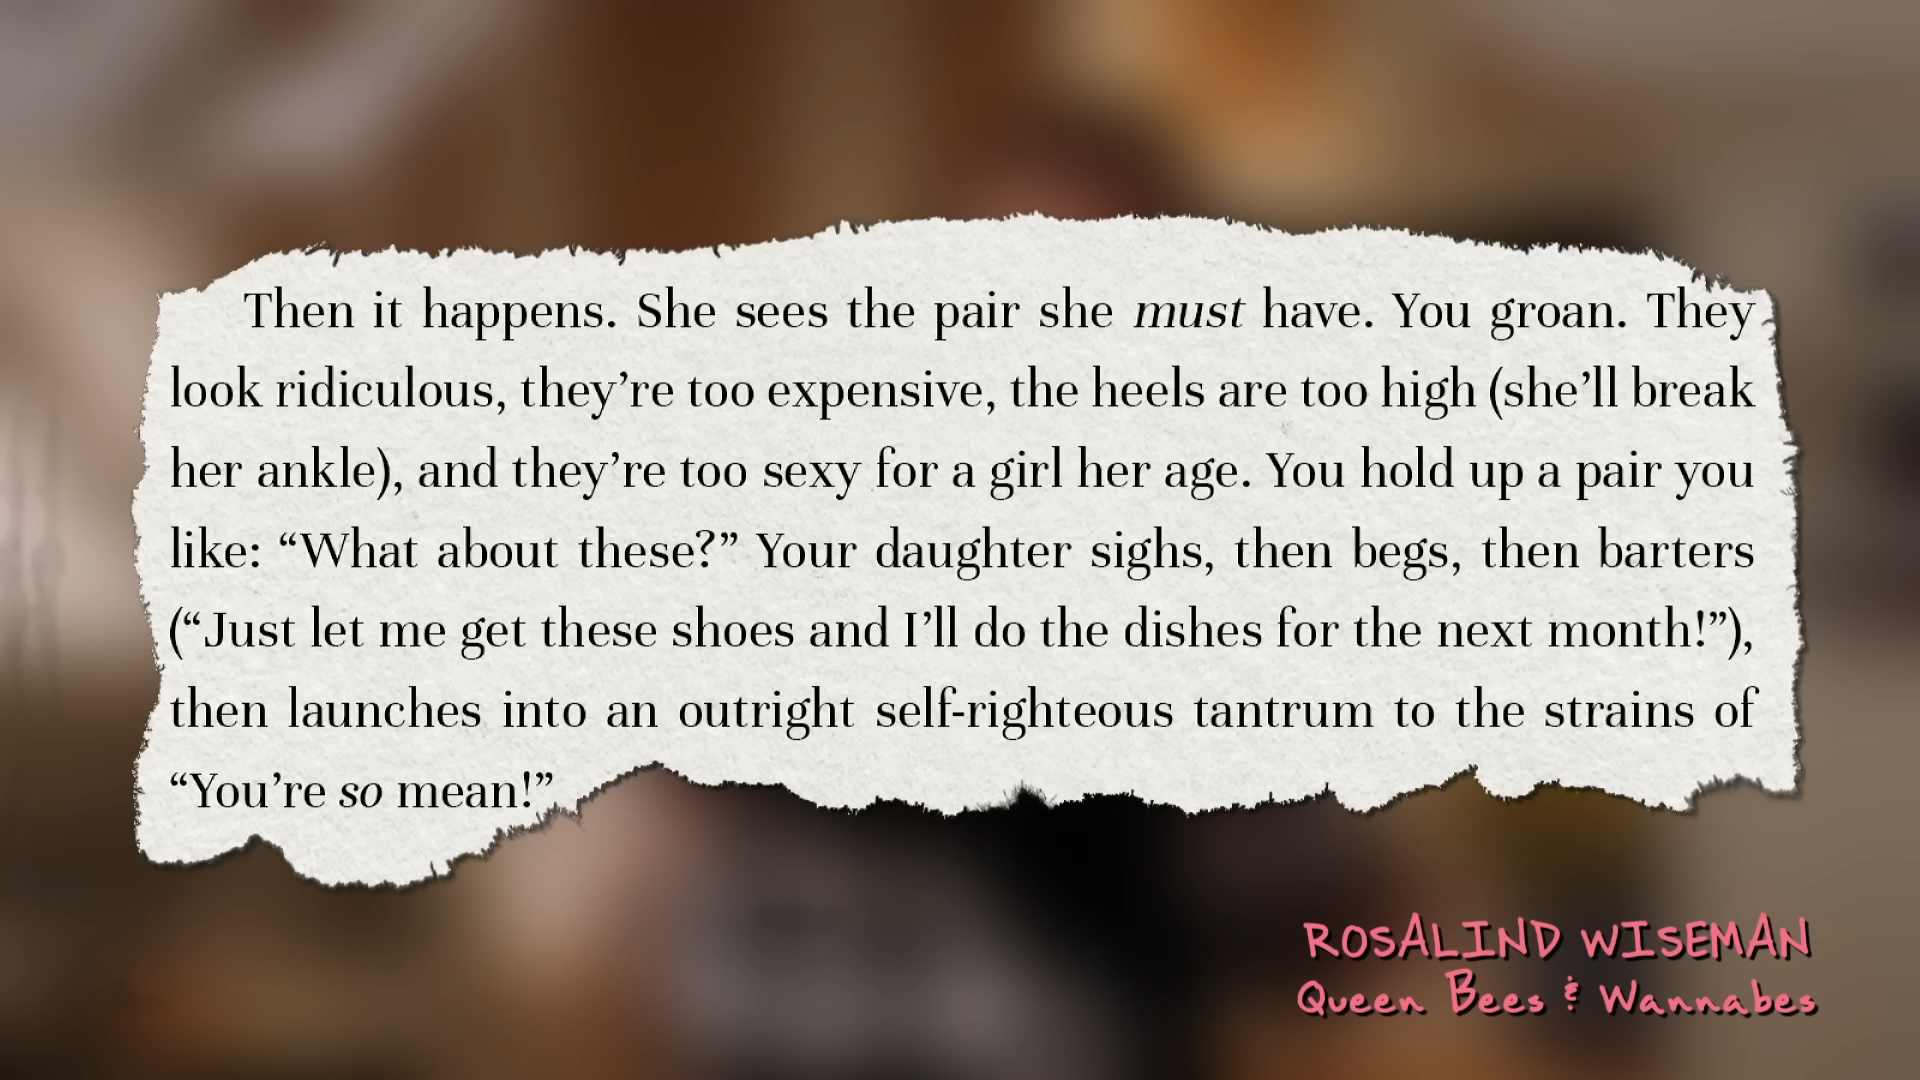 Then it happens. She sees the pair she must have. You groan. They
look ridiculous, they’re too expensive, the heels are too high (she’ll break
her ankle), and they’re too sexy for a girl her age. You hold up a pair you
like: “What about these?” Your daughter sighs, then begs, then barters
(“Just let me get these shoes and I’ll do the dishes for the next month!”),
then launches into an outright self-righteous tantrum to the strains of
“You’re so mean!”
ROSALIND WISEMAN
Queen Bees & Wannabes